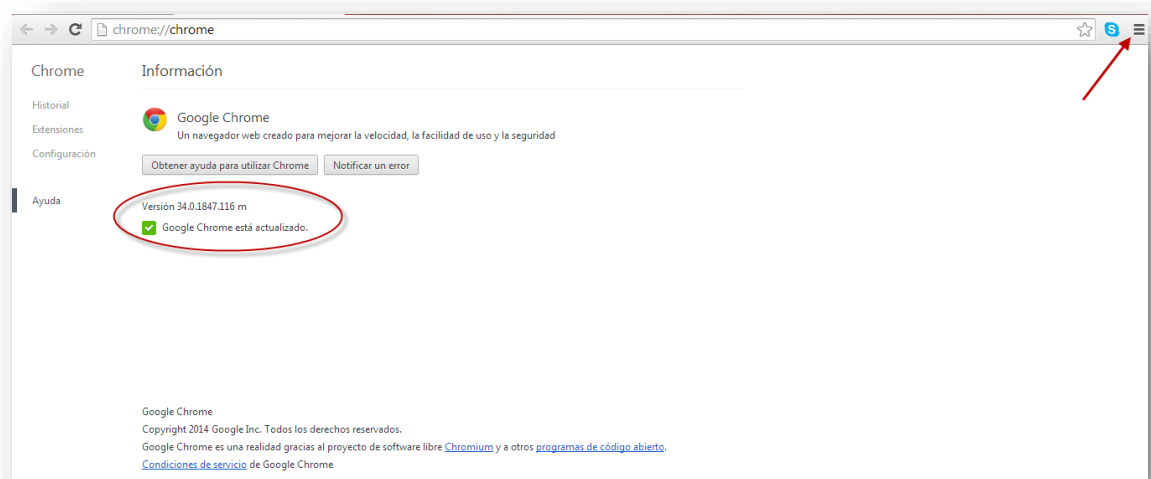 chrome://chrome
Chrome
Información
Historial
Extensiones
Configuración
Ayuda
Google Chrome
Un navegador web creado para mejorar la velocidad, la facilidad de uso y la seguridad
Obtener ayuda para utilizar Chrome Notificar un error
Versión 34.0.1847.116 m
Google Chrome está actualizado.
Google Chrome
Copyright 2014 Google Inc. Todos los derechos reservados.
Google Chrome es una realidad gracias al proyecto de software libre Chromium y a otros programas de código abierto.
Condiciones de servicio de Google Chrome